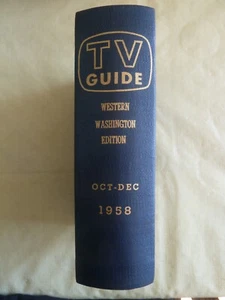 TV
GUIDE
WESTERN
WASHINGTON
EDITION
OCT-DEC
1958